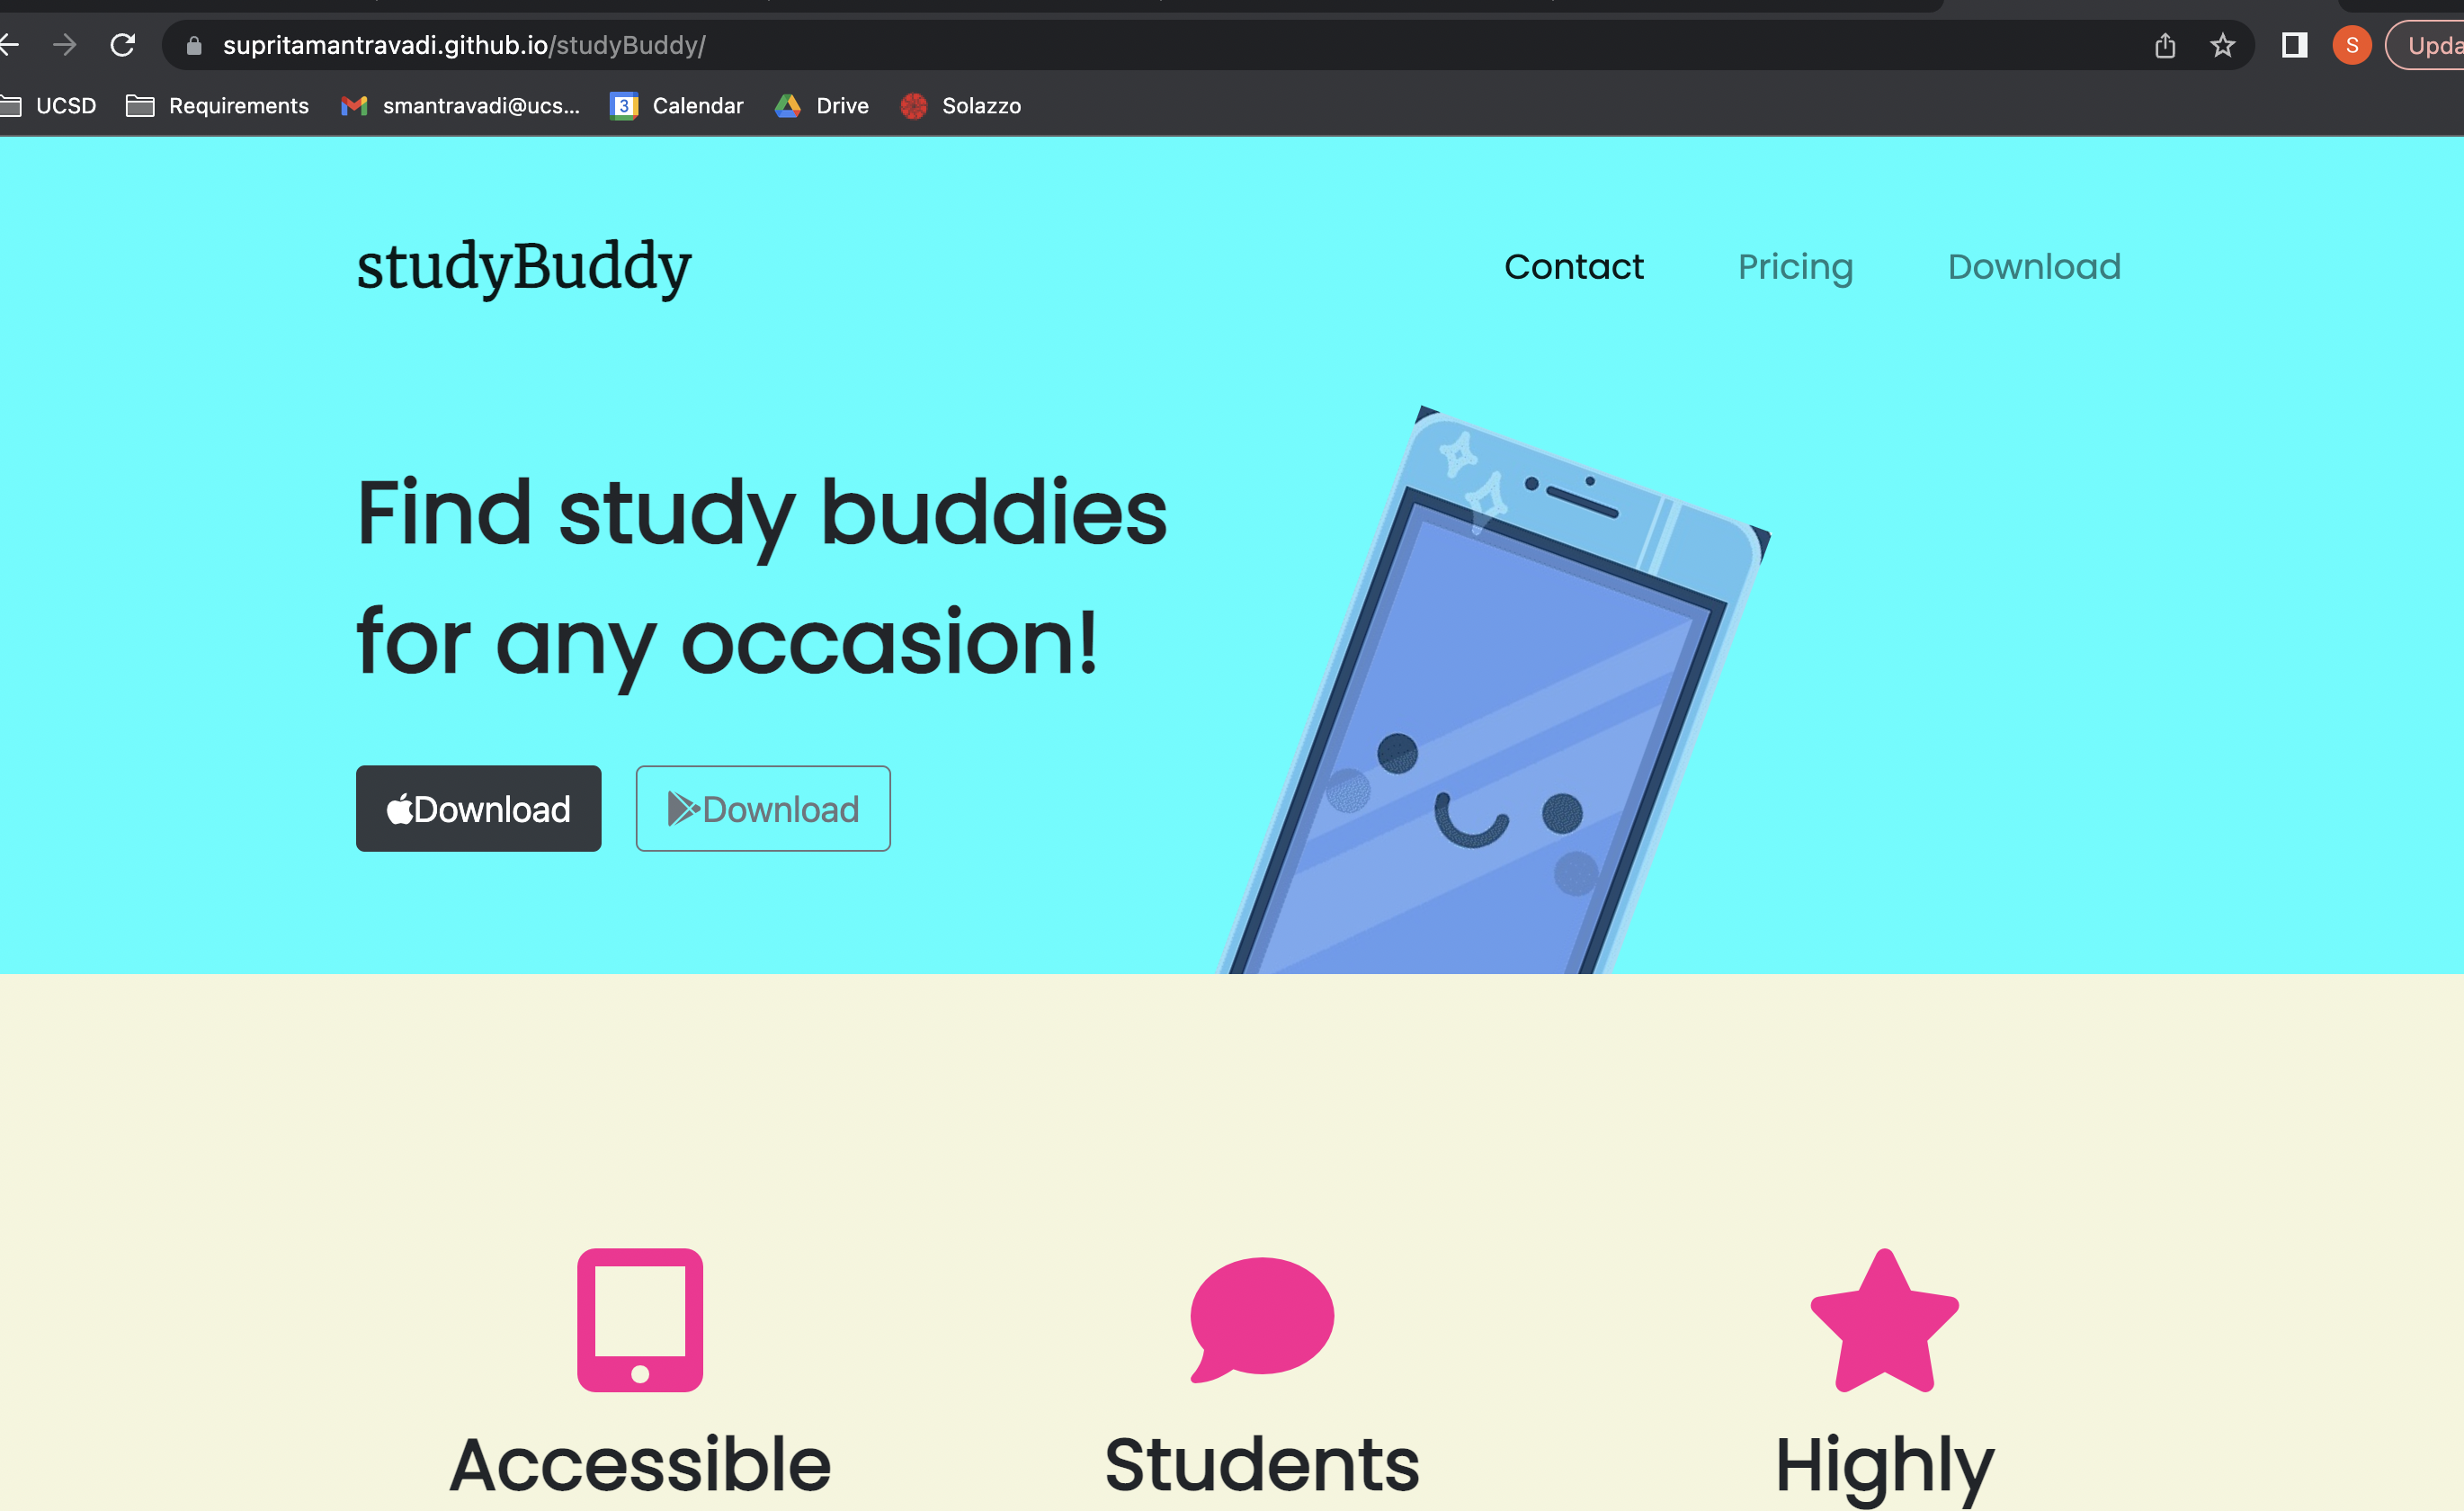 supritamantravadi.github.io/studyBuddy/
S
UCSD Requirements smantravadi@ucs... 3 Calendar Drive Solazzo
studyBuddy Contact Pricing Download
Find study buddies
for any occasion!
Download Download
Accessible Students Highly